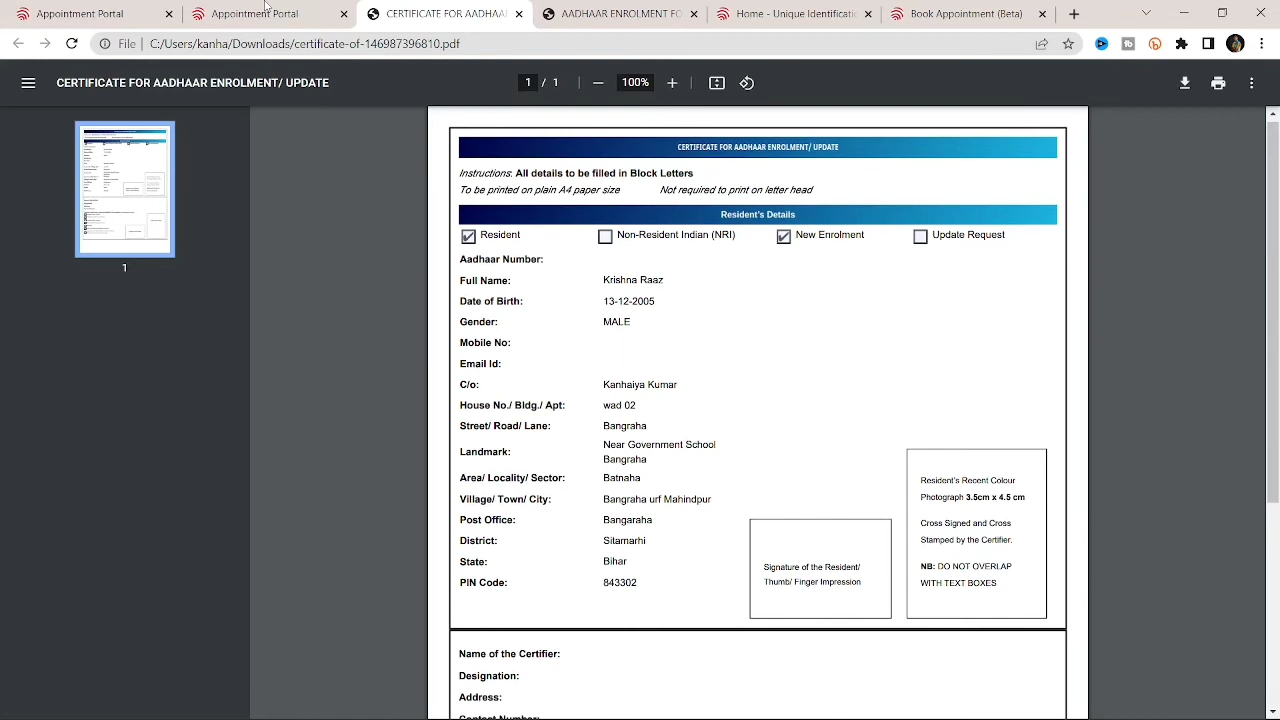 Appointment Portal
Appointment Portal
CERTIFICATE FOR AADHAAI
AADHAAR ENROLMENT FO
Home - Unique Identificati
Book Appointment (Beta)
File
C:/Users/kanha/Downloads/certificate-of-146287396810.pdf
CERTIFICATE FOR AADHAAR ENROLMENT/ UPDATE
1 / 1
100%
1
CERTIFICATE FOR AADHAAR ENROLMENT/ UPDATE
Instructions: All details to be filled in Block Letters
To be printed on plain A4 paper size
Not required to print on letterhead
Resident's Details
Resident
Non-Resident Indian (NRI)
New Enrolment
Update Request
Aadhaar Number:
Full Name: Krishna Raaz
Date of Birth: 13-12-2005
Gender: MALE
Mobile No:
Email Id:
C/o: Kanhaiya Kumar
House No./ Bldg./ Apt: wad 02
Street/ Road/ Lane: Bangraha
Landmark: Near Government School
Bangraha
Area/ Locality/ Sector: Batnaha
Village/ Town/ City: Bangraha urf Mahindpur
Post Office: Bangaraha
District: Sitamarhi
State: Bihar
PIN Code: 843302
Signature of the Resident/
Thumb/ Finger Impression
Resident's Recent Colour
Photograph 3.5cm x 4.5 cm
Cross Signed and Cross
Stamped by the Certifier.
NB: DO NOT OVERLAP
WITH TEXT BOXES
Name of the Certifier:
Designation:
Address:
Contact Number: